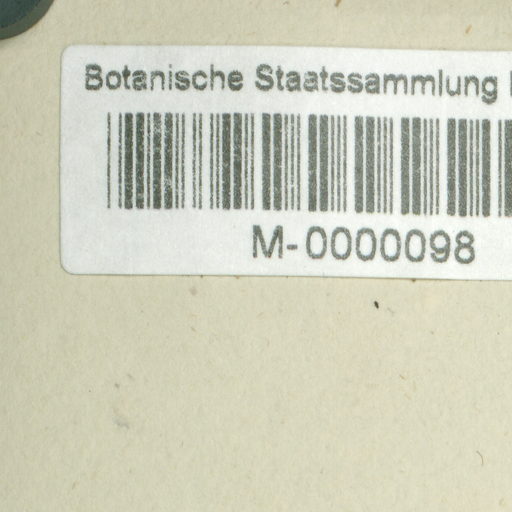 Botanische Staatssammlung
M-0000098